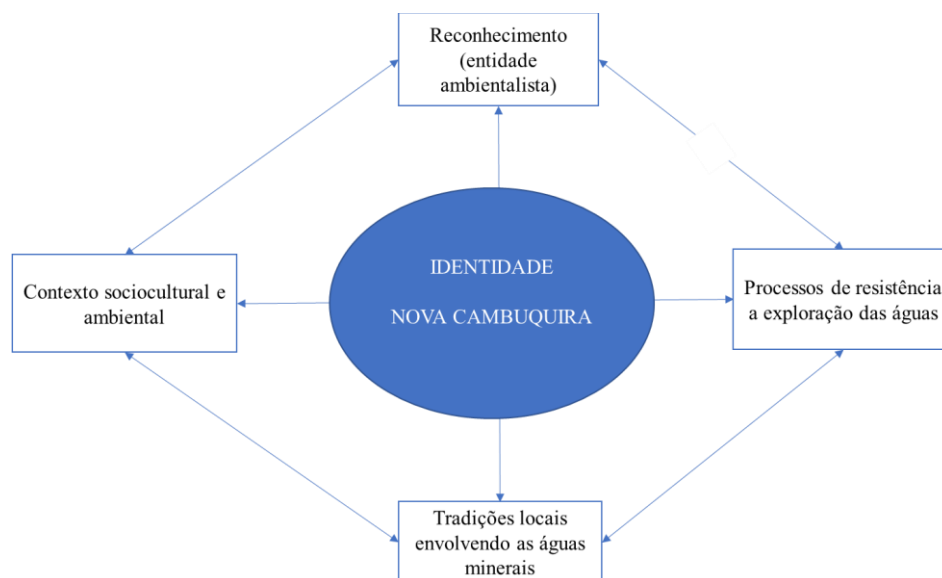 Reconhecimento
(entidade
ambientalista)
IDENTIDADE
NOVA CAMBUQUIRA
Contexto sociocultural e
ambiental
Processos de resistência
a exploração das águas
Tradições locais
envolvendo as águas
minerais